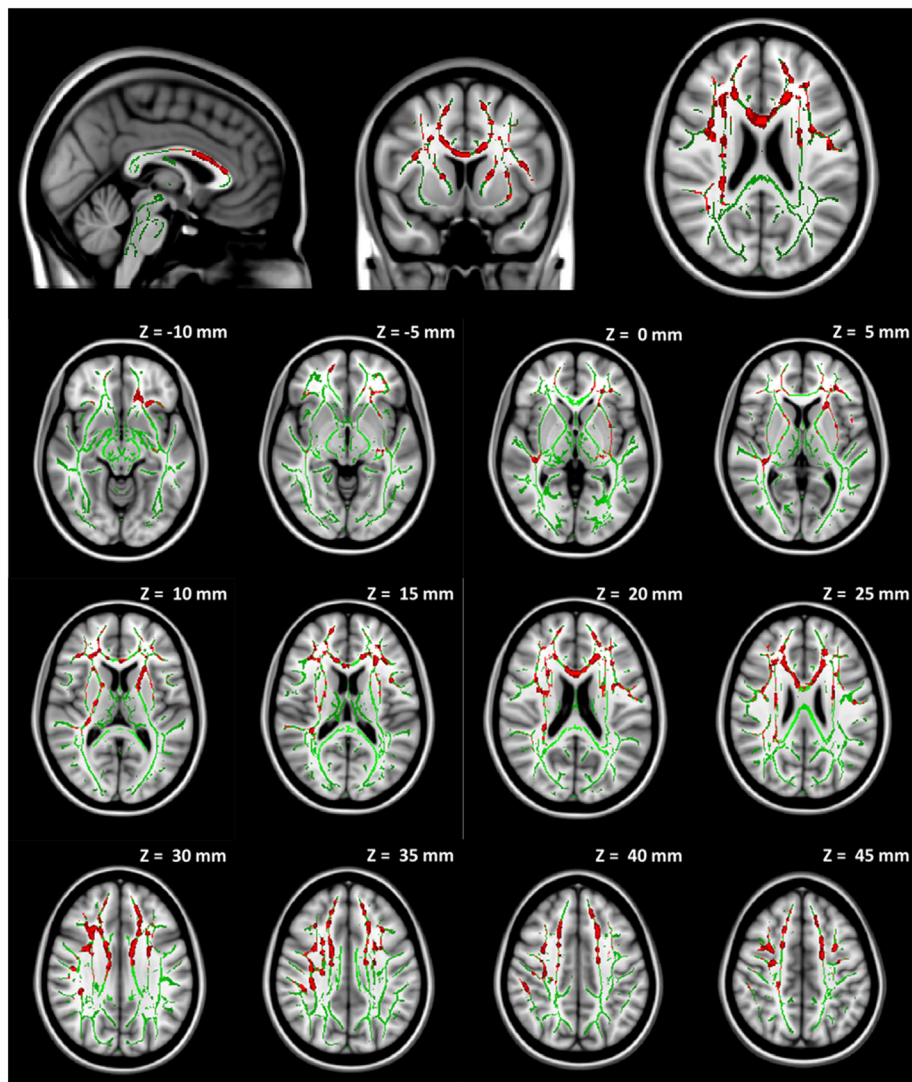 Z = -10 mm
Z = -5 mm
Z = 0 mm
Z = 5 mm
Z = 10 mm
Z = 15 mm
Z = 20 mm
Z = 25 mm
Z = 30 mm
Z = 35 mm
Z = 40 mm
Z = 45 mm